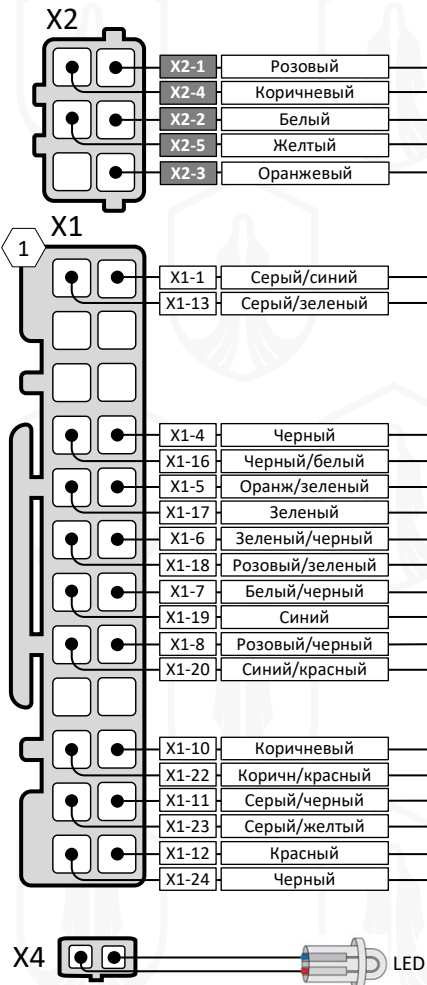 X2
X2-1 Розовый
X2-4 Коричневый
X2-2 Белый
X2-5 Желтый
X2-3 Оранжевый
X1
1
X1-1 Серый/синий
X1-13 Серый/зеленый
X1-4 Черный
X1-16 Черный/белый
X1-5 Оранж/зеленый
X1-17 Зеленый
X1-6 Зеленый/черный
X1-18 Розовый/зеленый
X1-7 Белый/черный
X1-19 Синий
X1-8 Розовый/черный
X1-20 Синий/красный
X1-10 Коричневый
X1-22 Коричн/красный
X1-11 Серый/черный
X1-23 Серый/желтый
X1-12 Красный
X1-24 Черный
X4 LED